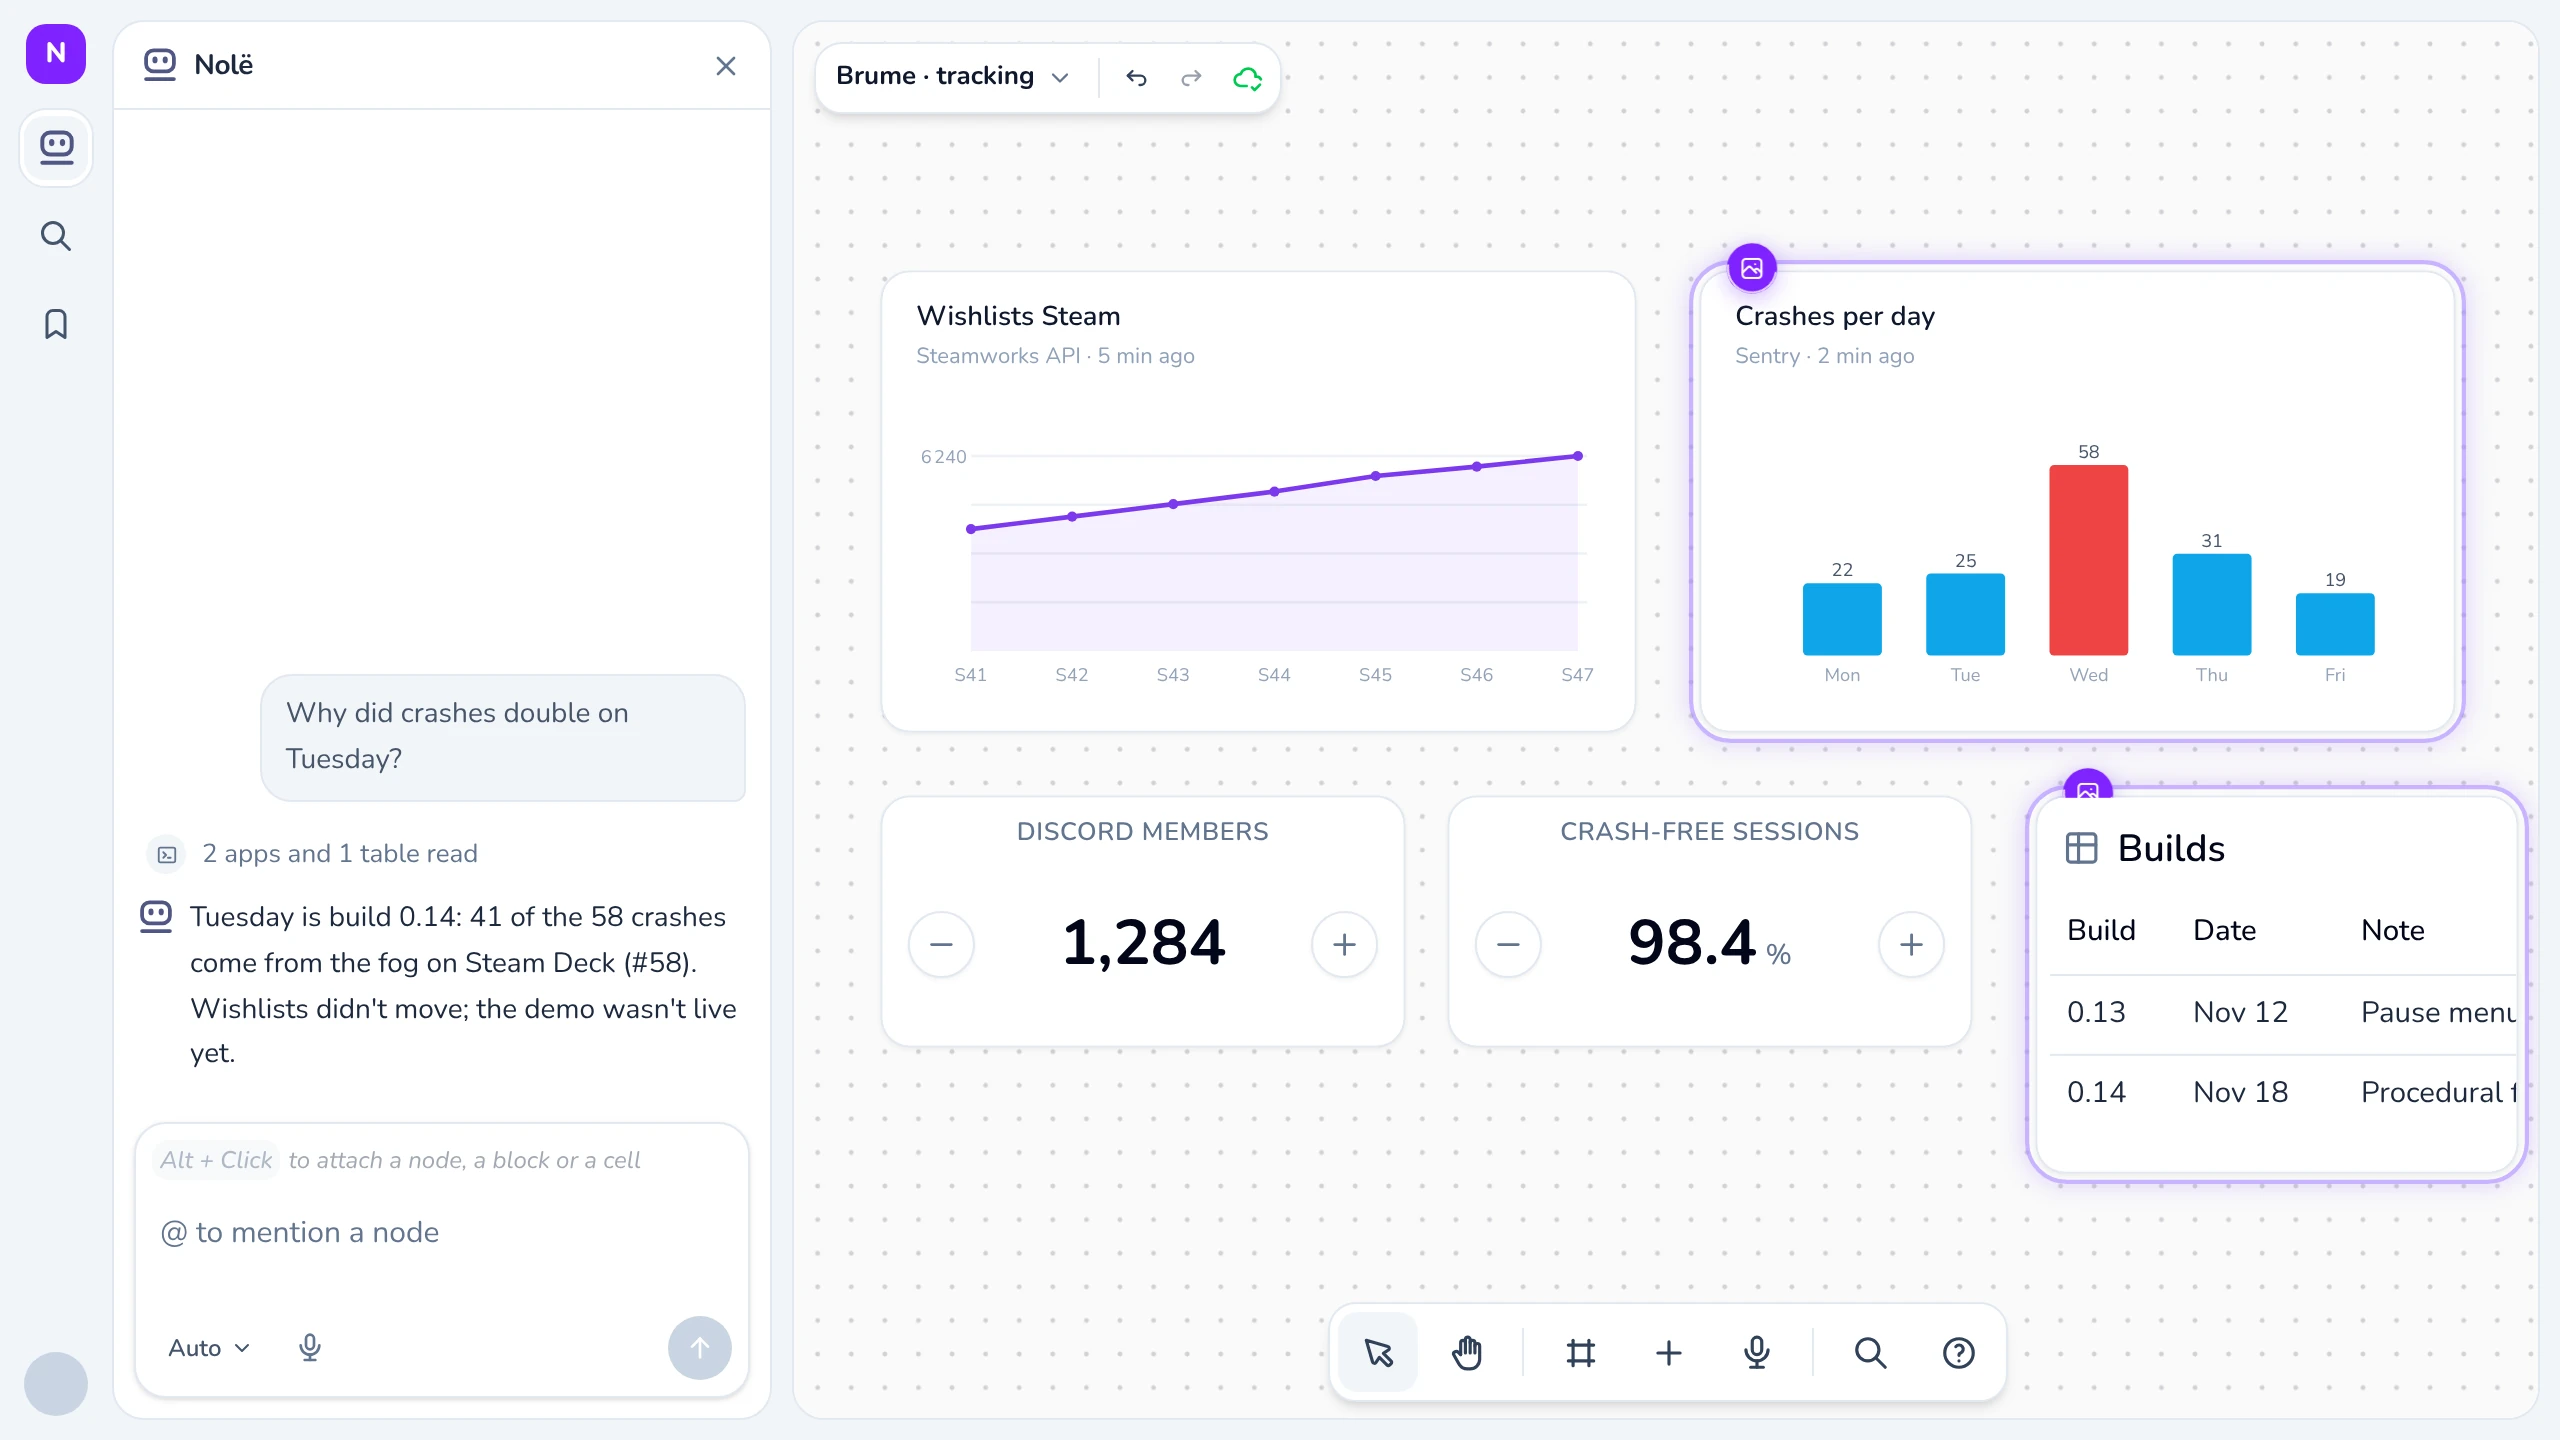 N
Nolë
Why did crashes double on
Tuesday?
2 apps and 1 table read
Tuesday is build 0.14: 41 of the 58 crashes
come from the fog on Steam Deck (#58).
Wishlists didn't move; the demo wasn't live
yet.
Alt + Click to attach a node, a block or a cell
@ to mention a node
Auto
Brume · tracking
Wishlists Steam
Steamworks API · 5 min ago
6 240
S41 S42 S43 S44 S45 S46 S47
Crashes per day
Sentry · 2 min ago
22 25 58 31 19
Mon Tue Wed Thu Fri
DISCORD MEMBERS
1,284
CRASH-FREE SESSIONS
98.4 %
Builds
Build Date Note
0.13 Nov 12 Pause menu
0.14 Nov 18 Procedural f